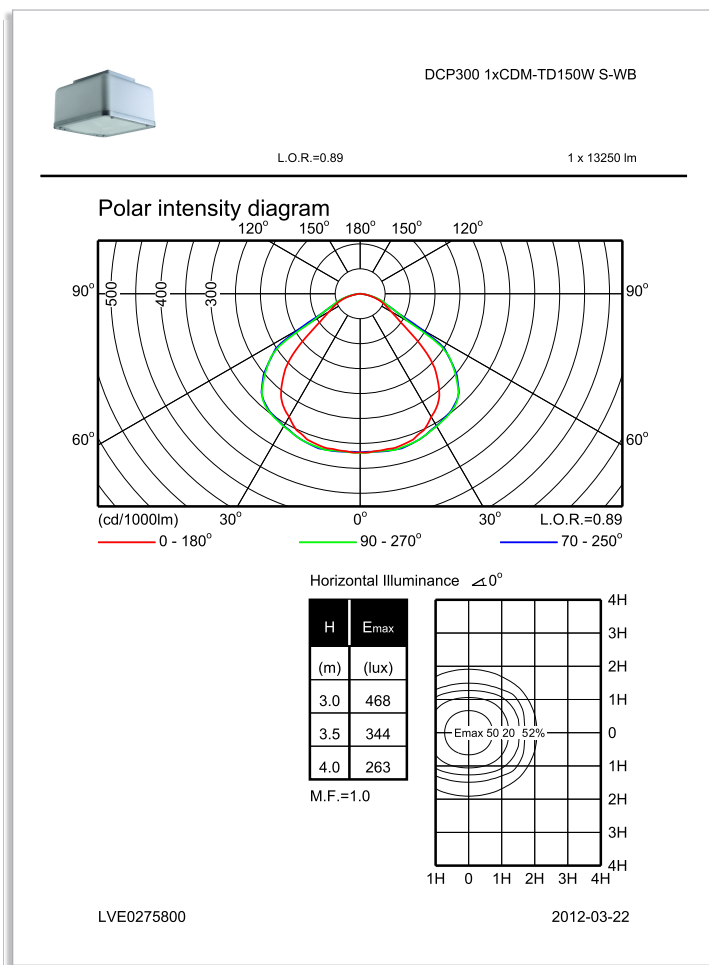 DCP300 1xCDM-TD150W S-WB
L.O.R.=0.89 1 x 13250 lm
Polar intensity diagram
120° 150° 180° 150° 120°
90° 500 400 300 90°
60° 60°
(cd/1000lm) 30° 0° 30° L.O.R.=0.89
0 - 180° 90 - 270° 70 - 250°
Horizontal Illuminance ∡0°
H Emax
(m) (lux)
3.0 468
3.5 344
4.0 263
M.F.=1.0
4H
3H
2H
1H
Emax 50 20 52% 0
1H
2H
3H
4H
1H 0 1H 2H 3H 4H
LVE0275800 2012-03-22